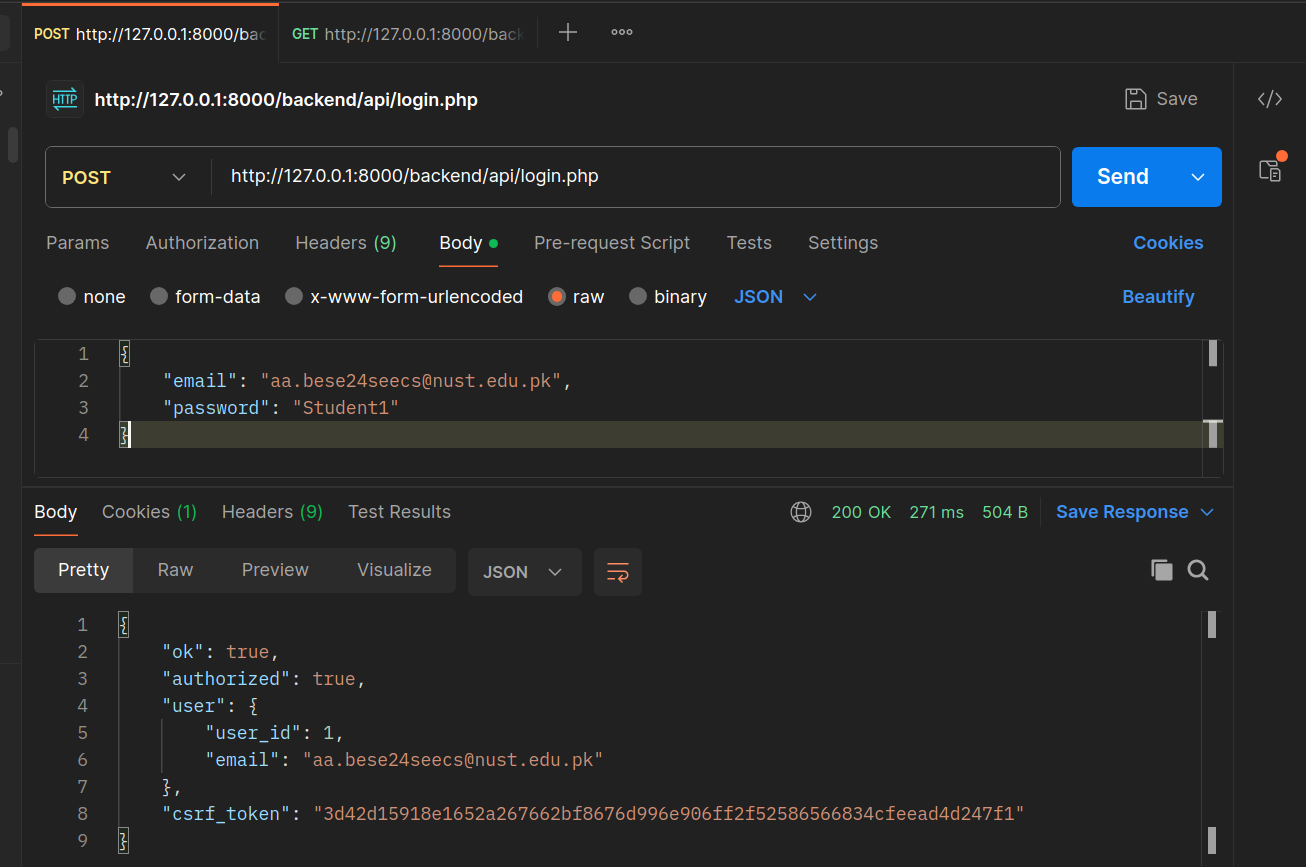 POST http://127.0.0.1:8000/bac
GET http://127.0.0.1:8000/back
HTTP http://127.0.0.1:8000/backend/api/login.php
Save
POST http://127.0.0.1:8000/backend/api/login.php
Send
Params Authorization Headers (9) Body Pre-request Script Tests Settings Cookies
none form-data x-www-form-urlencoded raw binary JSON Beautify
1 {
2 "email": "aa.bese24seecs@nust.edu.pk",
3 "password": "Student1"
4 }
Body Cookies (1) Headers (9) Test Results 200 OK 271 ms 504 B Save Response
Pretty Raw Preview Visualize JSON
1 {
2 "ok": true,
3 "authorized": true,
4 "user": {
5 "user_id": 1,
6 "email": "aa.bese24seecs@nust.edu.pk"
7 },
8 "csrf_token": "3d42d15918e1652a267662bf8676d996e906ff2f52586566834cfeead4d247f1"
9 }